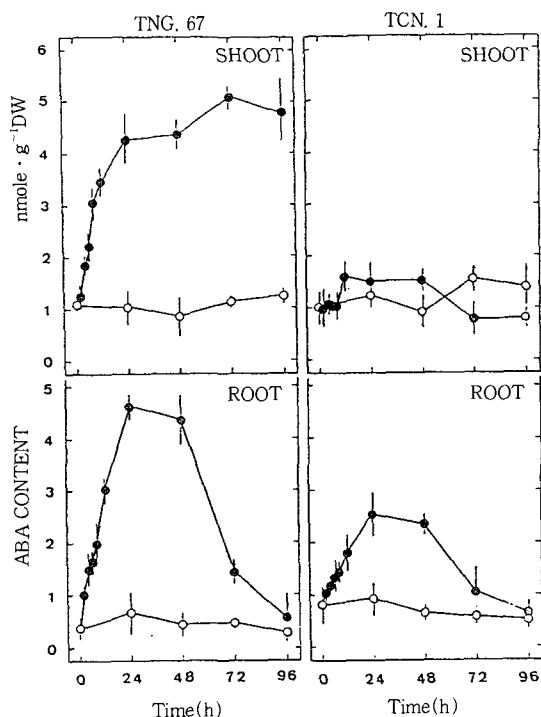 TNG. 67 TCN. 1
SHOOT SHOOT
6
5
4
3
2
1
0
nmole · g⁻¹DW
ROOT ROOT
5
4
3
2
1
0
ABA CONTENT
0 24 48 72 96 0 24 48 72 96
Time(h) Time(h)